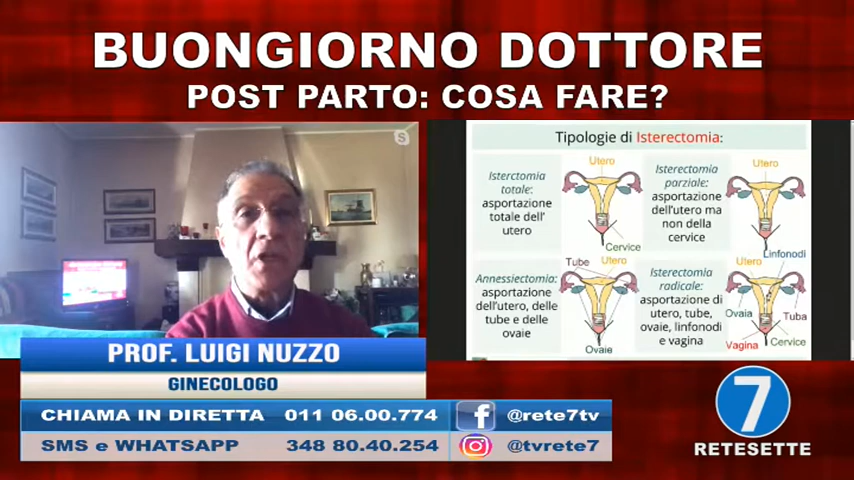 BUONGIORNO DOTTORE
POST PARTO: COSA FARE?
Tipologie di Isterectomia:
Isterctomia
totale:
asportazione
totale dell'
utero
Utero
Cervice
Isterectomia
parziale:
asportazione
dell'utero ma
non della
cervice
Utero
Annessiectomia:
asportazione
dell'utero, delle
tube e delle
ovaie
Tube
Utero
Ovaie
Isterectomia
radicale:
asportazione di
utero, tube,
ovaie, linfonodi
e vagina
Linfonodi
Utero
Ovaia
Tuba
Vagina
Cervice
PROF. LUIGI NUZZO
GINECOLOGO
CHIAMA IN DIRETTA 011 06.00.774
@rete7tv
SMS e WHATSAPP 348 80.40.254
@tvrete7
7
RETESETTE